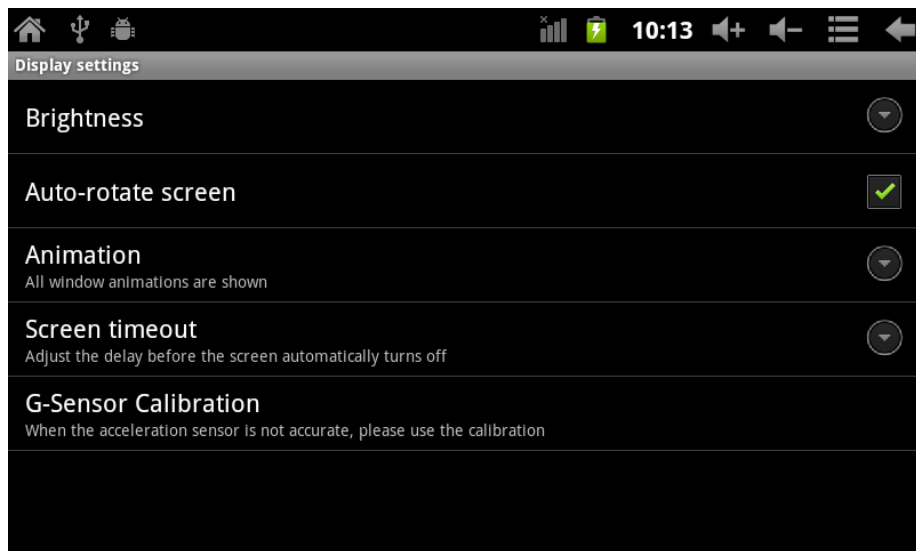 10:13
Display settings
Brightness
Auto-rotate screen
Animation
All window animations are shown
Screen timeout
Adjust the delay before the screen automatically turns off
G-Sensor Calibration
When the acceleration sensor is not accurate, please use the calibration